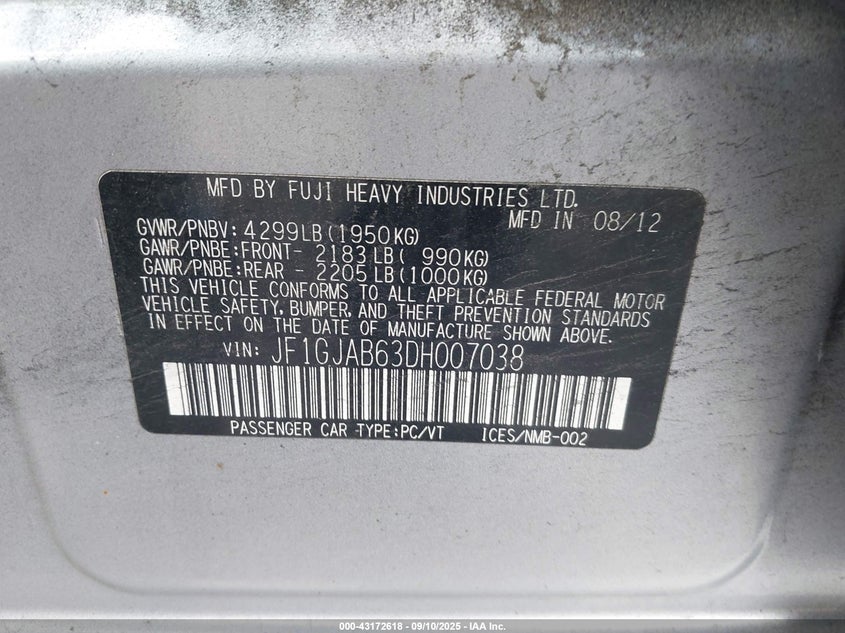 MFD BY FUJI HEAVY INDUSTRIES LTD.
MFD IN 08/12
GVWR/PNBV: 4299LB(1950KG)
GAWR/PNBE:FRONT- 2183LB( 990KG)
GAWR/PNBE:REAR - 2205LB(1000KG)
THIS VEHICLE CONFORMS TO ALL APPLICABLE FEDERAL MOTOR
VEHICLE SAFETY, BUMPER, AND THEFT PREVENTION STANDARDS
IN EFFECT ON THE DATE OF MANUFACTURE SHOWN ABOVE.
VIN: JF1GJAB63DH007038
PASSENGER CAR TYPE:PC/VT ICES/NMB-002
000-43172618 - 09/10/2025 - IAA Inc.